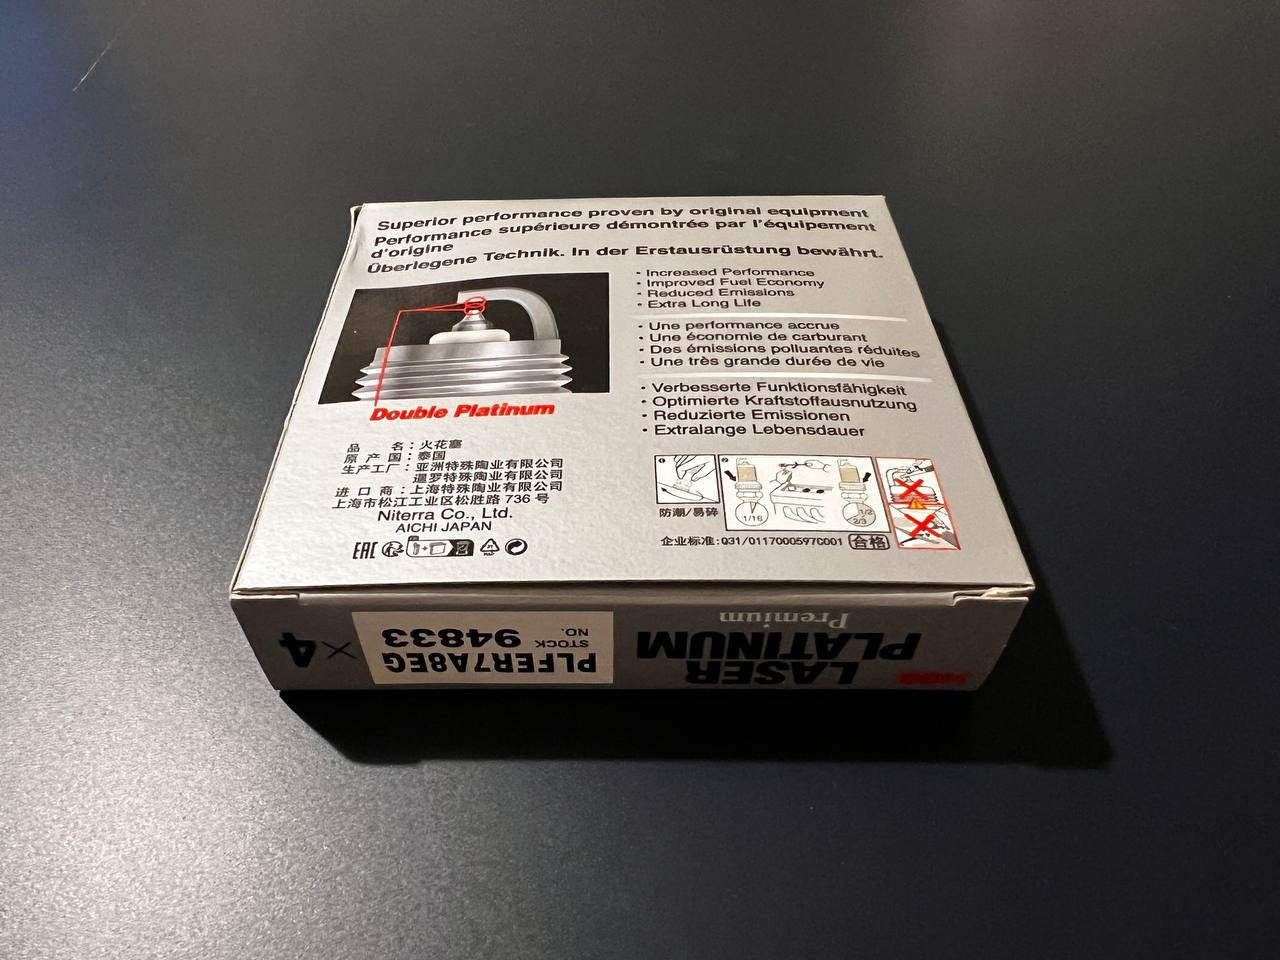 Superior performance proven by original equipment
Performance supérieure démontrée par l'équipement
d'origine
Überlegene Technik. In der Erstausrüstung bewährt.
• Increased Performance
• Improved Fuel Economy
• Reduced Emissions
• Extra Long Life
• Une performance accrue
• Une économie de carburant
• Des émissions polluantes réduites
• Une très grande durée de vie
• Verbesserte Funktionsfähigkeit
• Optimierte Kraftstoffausnutzung
• Reduzierte Emissionen
• Extralange Lebensdauer
Double Platinum
品 名：火花塞
原 产 国：泰国
生产工厂：亚洲特殊陶业有限公司
暹罗特殊陶业有限公司
进 口 商：上海特殊陶业有限公司
上海市松江工业区松胜路 736 号
Niterra Co., Ltd.
AICHI JAPAN
EAC
PAP
1
2
1/16
1/2
2/3
防潮/易碎
企业标准:Q31/0117000597C001 合格
LASER
PLATINUM
Premium
PLFER7A8EG
STOCK NO. 94833
×4